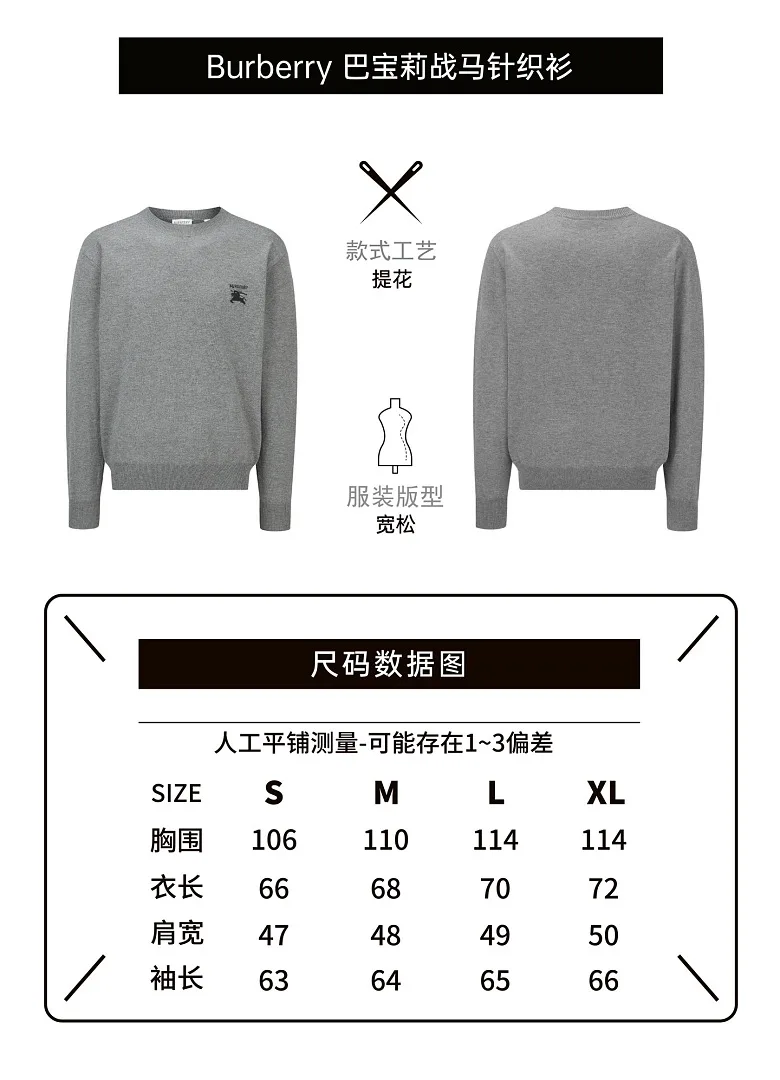 Burberry 巴宝莉战马针织衫
款式工艺
提花
服装版型
宽松
尺码数据图
人工平铺测量-可能存在1~3偏差
SIZE S M L XL
胸围 106 110 114 114
衣长 66 68 70 72
肩宽 47 48 49 50
袖长 63 64 65 66